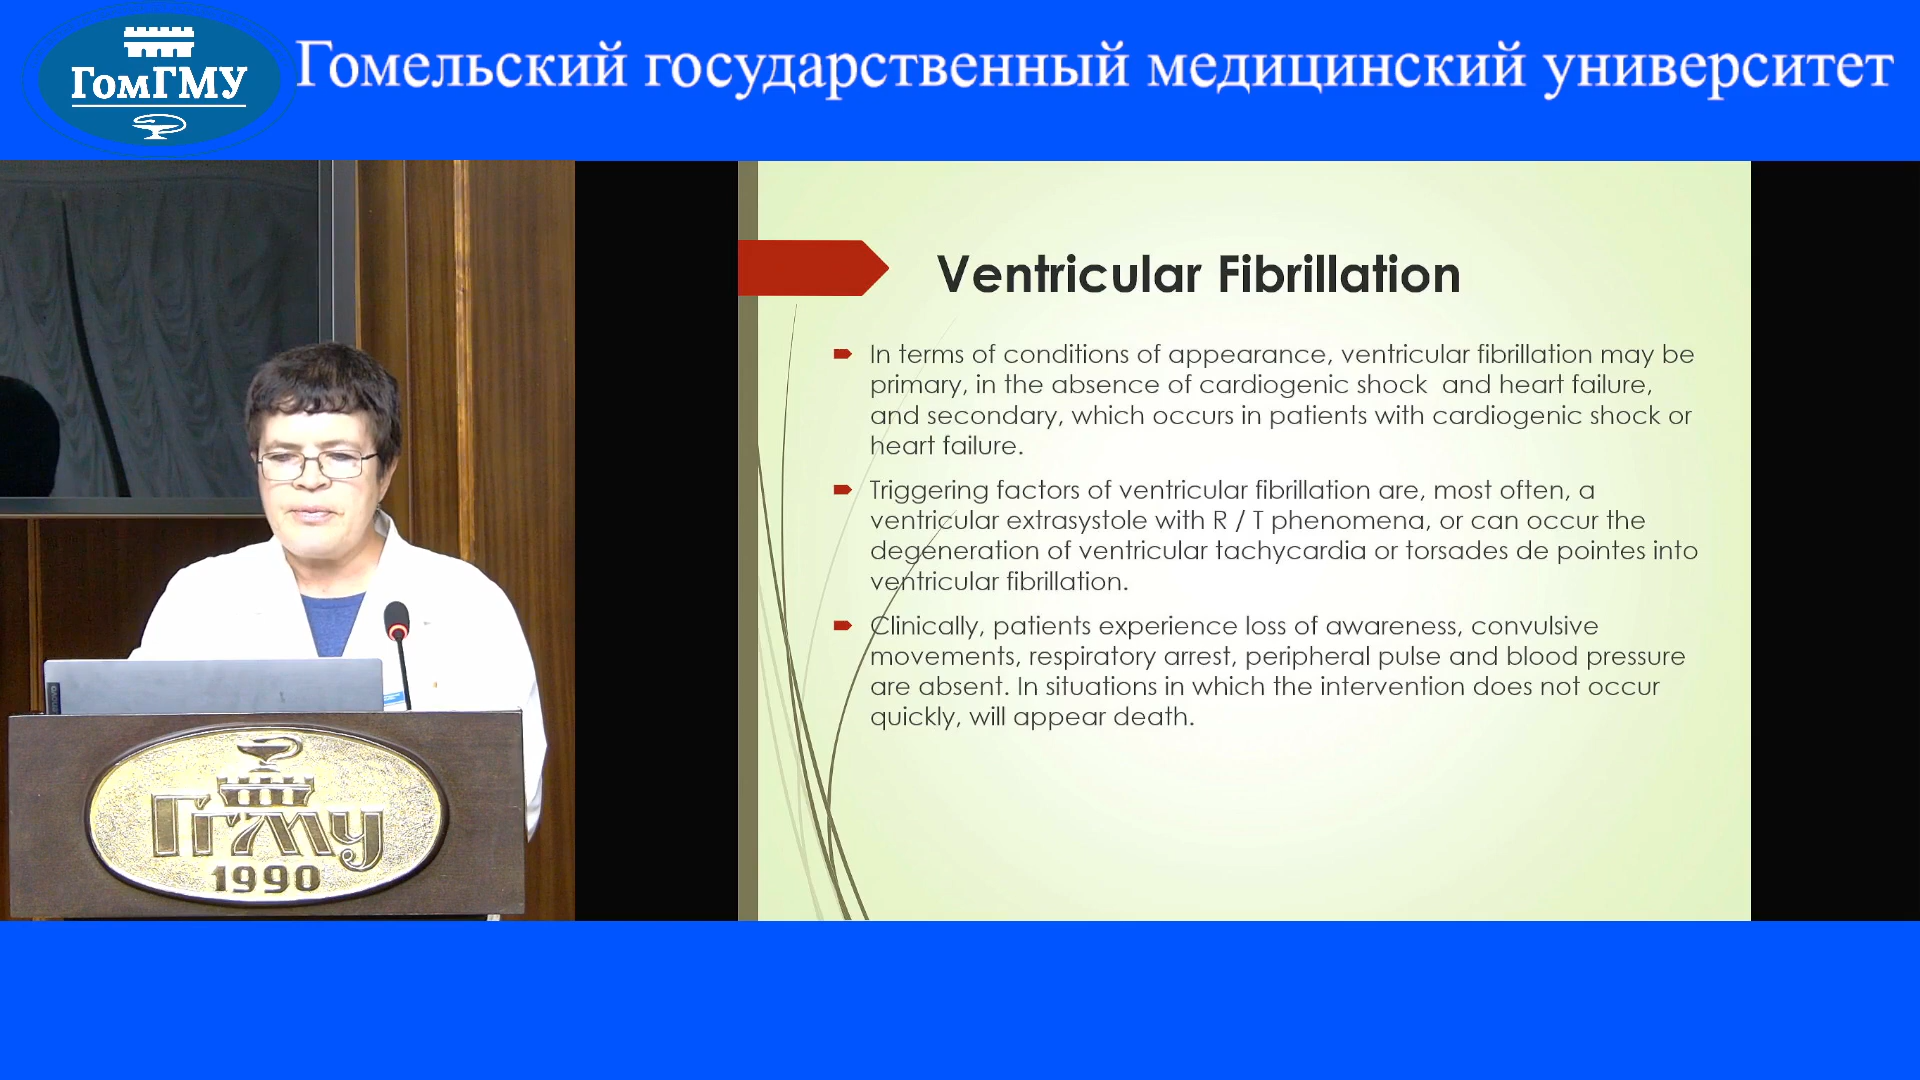 ГомГМУ
Гомельский государственный медицинский университет
Ventricular Fibrillation
In terms of conditions of appearance, ventricular fibrillation may be
primary, in the absence of cardiogenic shock and heart failure,
and secondary, which occurs in patients with cardiogenic shock or
heart failure.
Triggering factors of ventricular fibrillation are, most often, a
ventricular extrasystole with R / T phenomena, or can occur the
degeneration of ventricular tachycardia or torsades de pointes into
ventricular fibrillation.
Clinically, patients experience loss of awareness, convulsive
movements, respiratory arrest, peripheral pulse and blood pressure
are absent. In situations in which the intervention does not occur
quickly, will appear death.
ГГМУ
1990